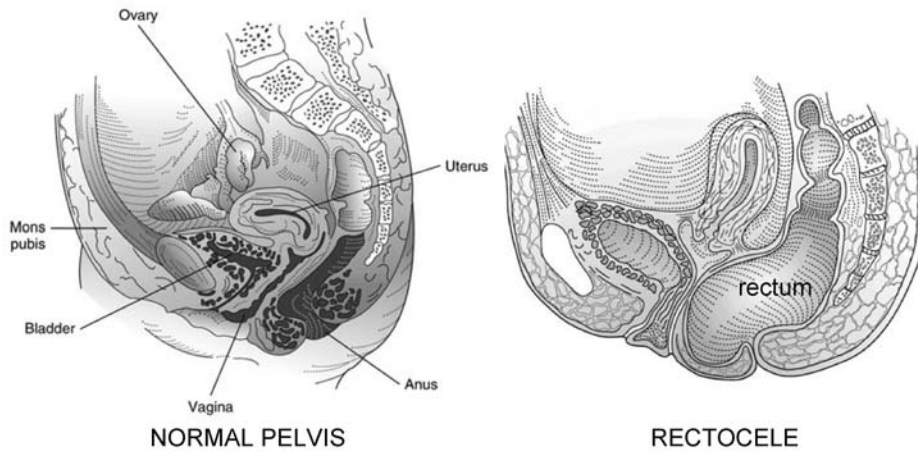 Ovary
Uterus
Mons
pubis
Bladder
Vagina
Anus
NORMAL PELVIS
rectum
RECTOCELE